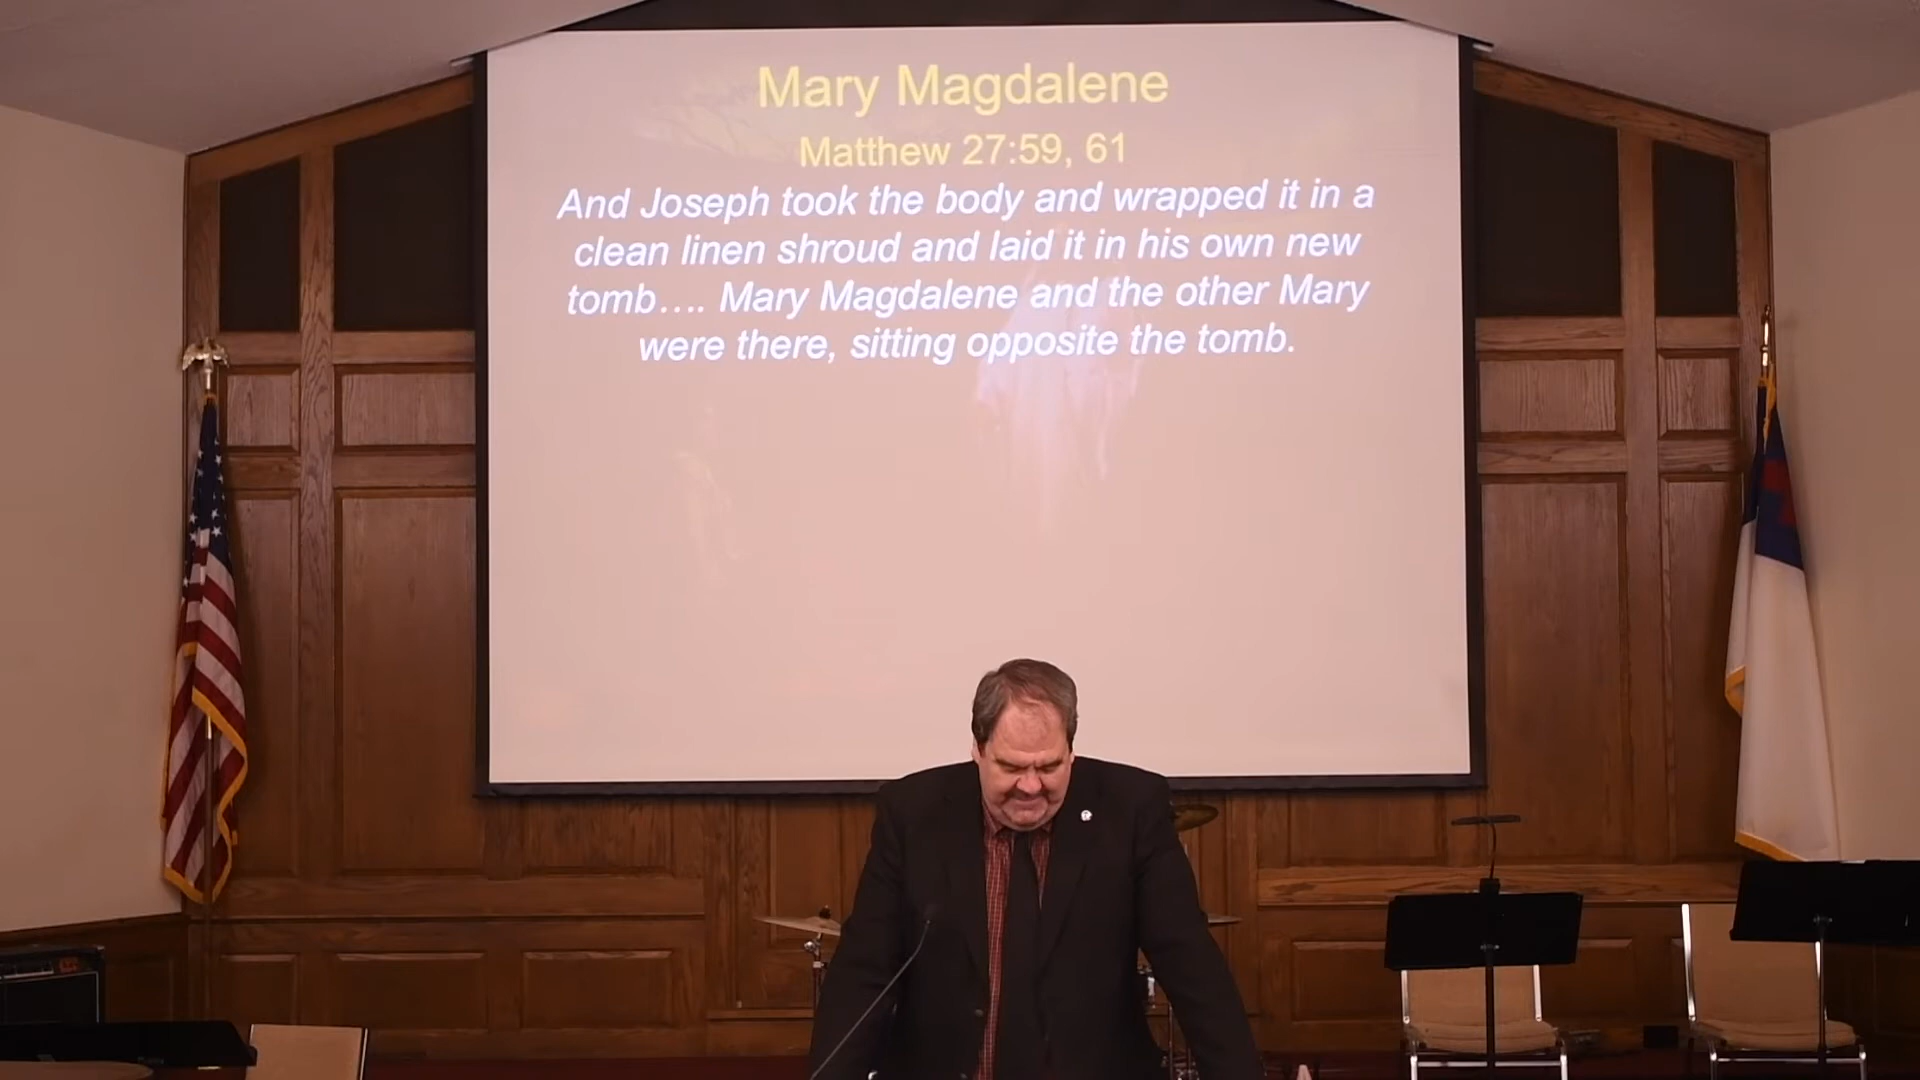 Mary Magdalene
Matthew 27:59, 61
And Joseph took the body and wrapped it in a
clean linen shroud and laid it in his own new
tomb…. Mary Magdalene and the other Mary
were there, sitting opposite the tomb.